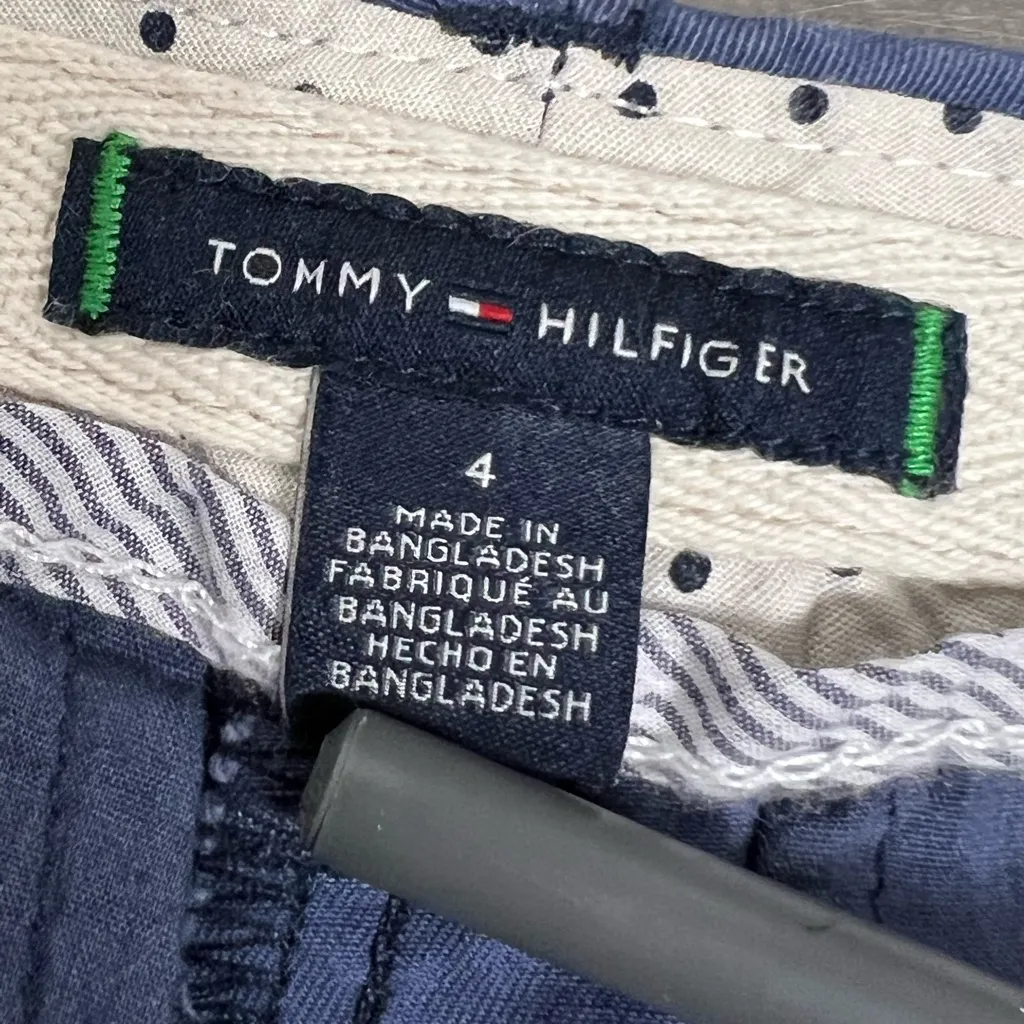 TOMMY HILFIGER
4
MADE IN
BANGLADESH
FABRIQUÉ AU
BANGLADESH
HECHO EN
BANGLADESH